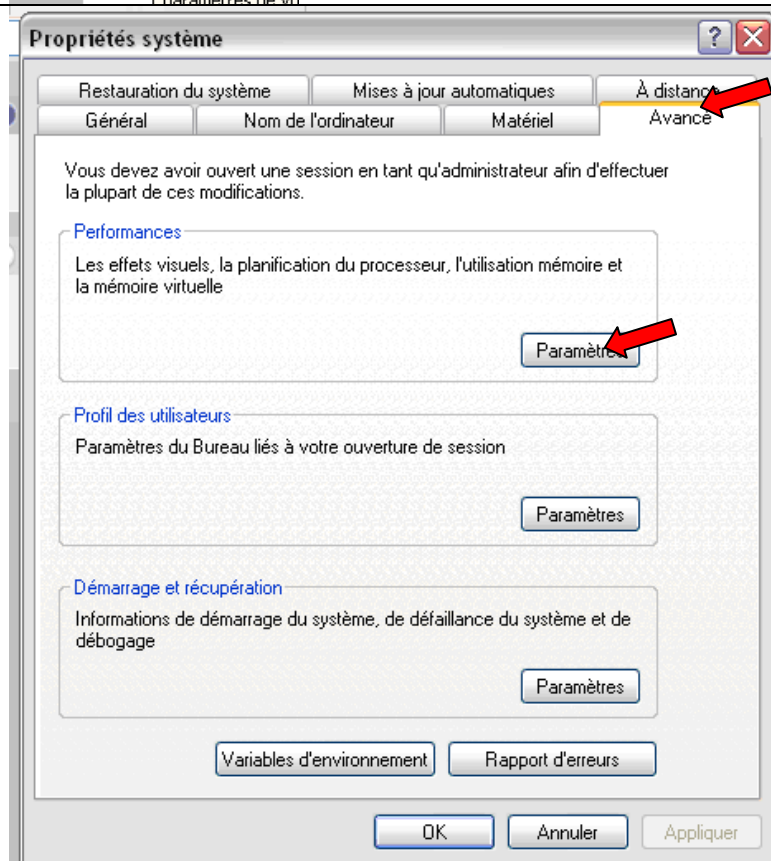 Propriétés système
Restauration du système Mises à jour automatiques À distance
Général Nom de l'ordinateur Matériel Avancé
Vous devez avoir ouvert une session en tant qu'administrateur afin d'effectuer
la plupart de ces modifications.
Performances
Les effets visuels, la planification du processeur, l'utilisation mémoire et
la mémoire virtuelle
Paramètres
Profil des utilisateurs
Paramètres du Bureau liés à votre ouverture de session
Paramètres
Démarrage et récupération
Informations de démarrage du système, de défaillance du système et de
débogage
Paramètres
Variables d'environnement Rapport d'erreurs
OK Annuler Appliquer